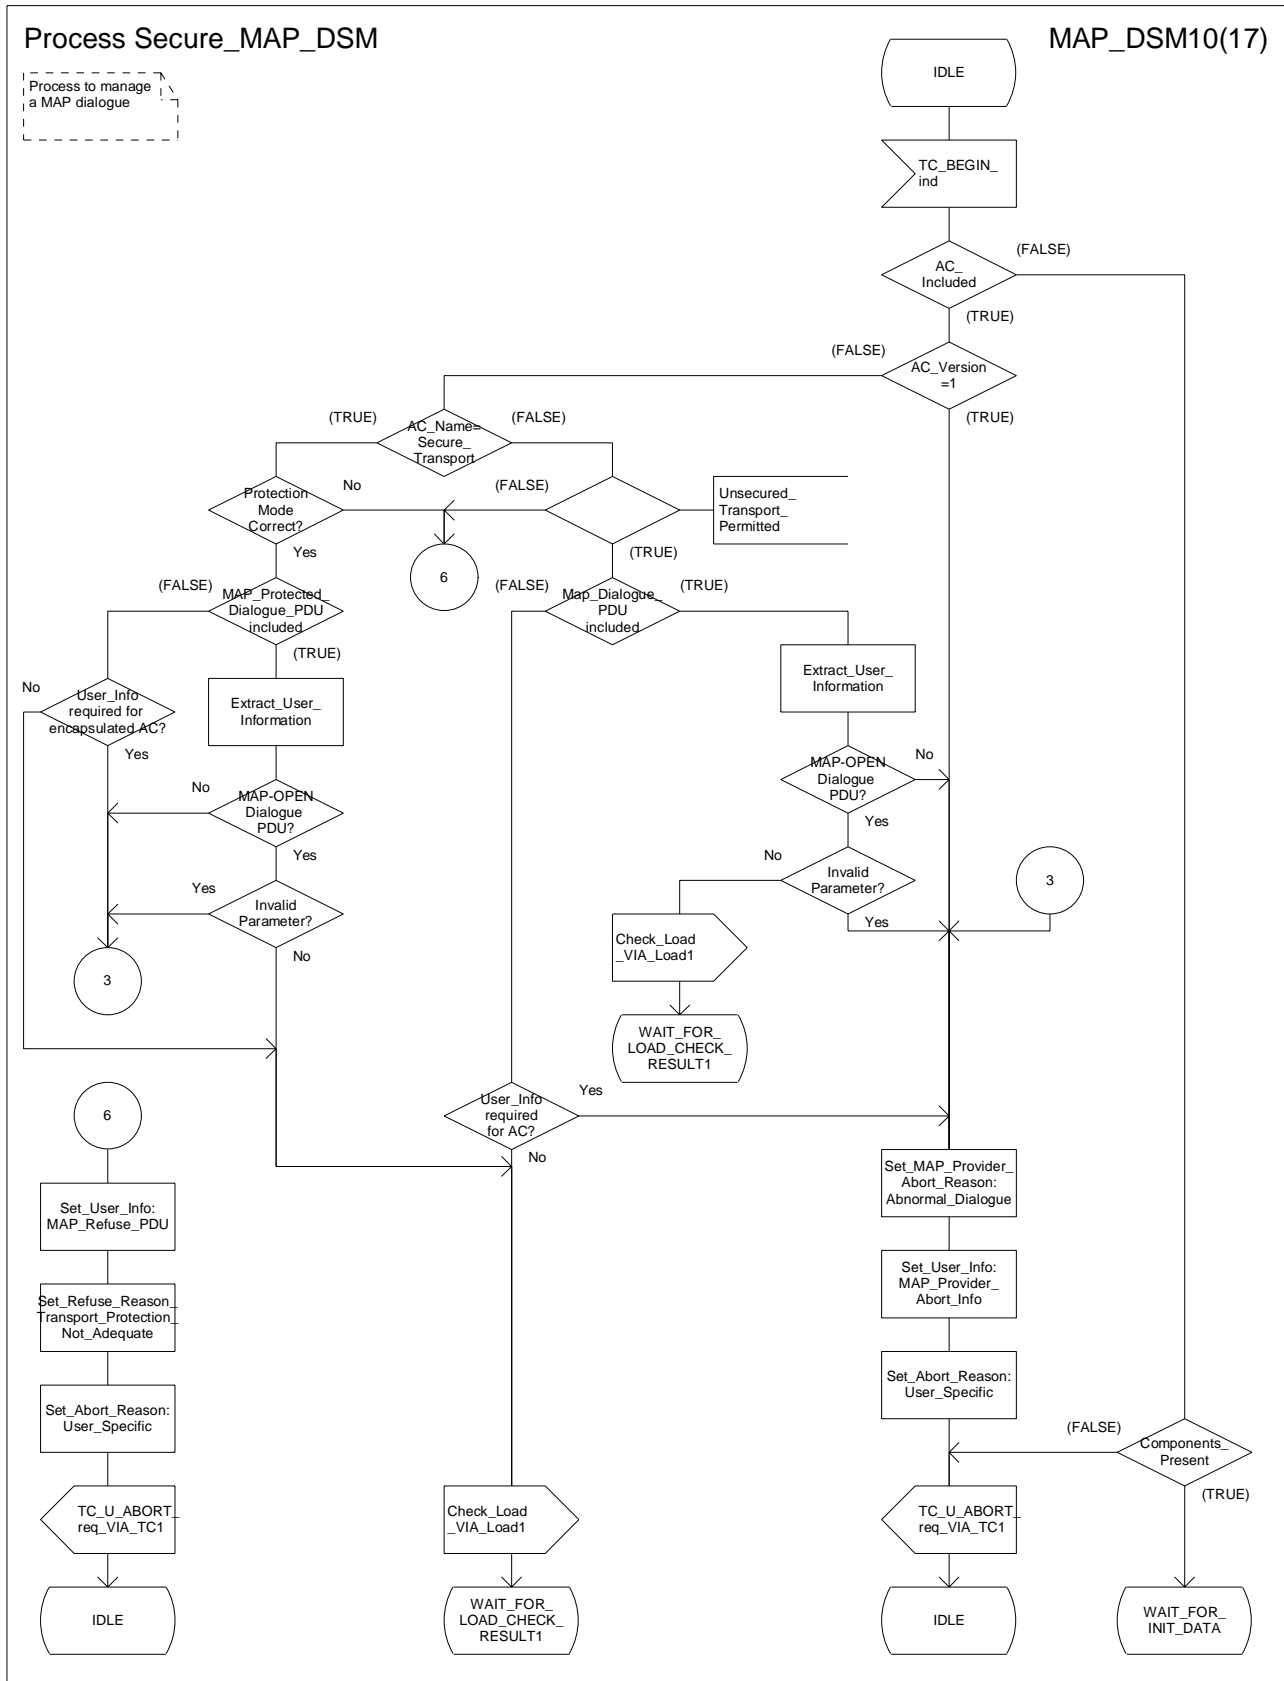 Process Secure_MAP_DSM
MAP_DSM10(17)
Process to manage
a MAP dialogue
IDLE
TC_BEGIN_
ind
(FALSE)
AC_
Included
(TRUE)
(FALSE)
AC_Version
=1
(TRUE)
(TRUE)
(FALSE)
AC_Name=
Secure_
Transport
Protection
Mode
Correct?
No
Yes
(FALSE)
Unsecured_
Transport_
Permitted
(TRUE)
6
(FALSE)
MAP_Protected_
Dialogue_PDU
included
(TRUE)
(FALSE)
(TRUE)
Map_Dialogue_
PDU
included
No
User_Info
required for
encapsulated AC?
Yes
Extract_User_
Information
Extract_User_
Information
No
MAP-OPEN
Dialogue
PDU?
Yes
MAP-OPEN
Dialogue
PDU?
No
Yes
Yes
Invalid
Parameter?
No
No
Invalid
Parameter?
Yes
3
3
Check_Load
_VIA_Load1
WAIT_FOR_
LOAD_CHECK_
RESULT1
6
User_Info
required
for AC?
Yes
No
Set_User_Info:
MAP_Refuse_PDU
Set_Refuse_Reason_
Transport_Protection_
Not_Adequate
Set_Abort_Reason:
User_Specific
TC_U_ABORT_
req_VIA_TC1
IDLE
Check_Load
_VIA_Load1
WAIT_FOR_
LOAD_CHECK_
RESULT1
Set_MAP_Provider_
Abort_Reason:
Abnormal_Dialogue
Set_User_Info:
MAP_Provider_
Abort_Info
Set_Abort_Reason:
User_Specific
(FALSE)
Components_
Present
(TRUE)
TC_U_ABORT_
req_VIA_TC1
IDLE
WAIT_FOR_
INIT_DATA